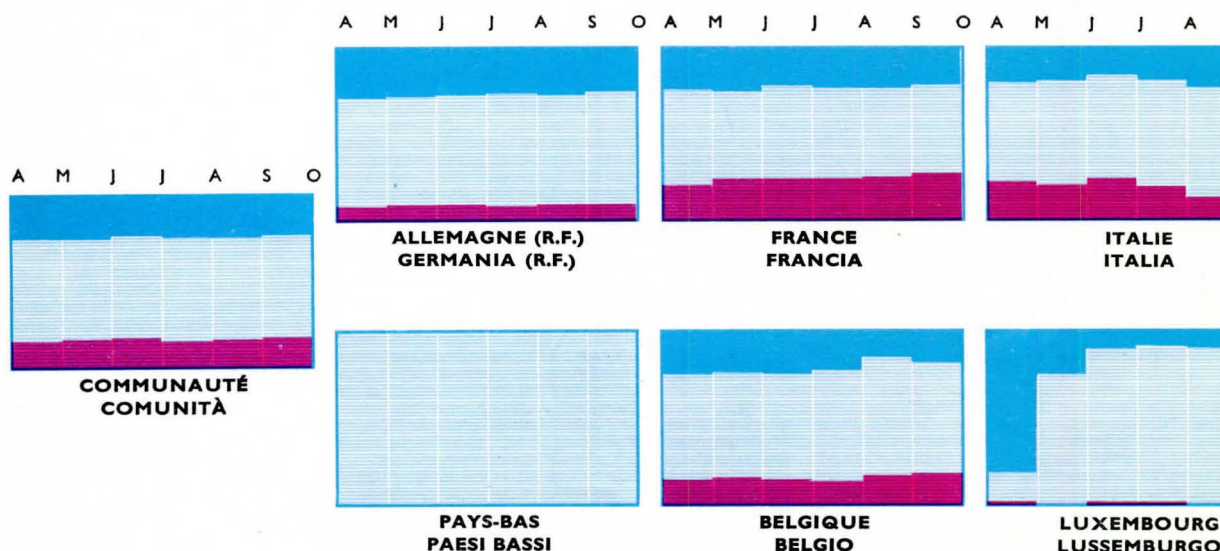 A M J J A S O
A M J J A S O
A M J J A
ALLEMAGNE (R.F.)
GERMANIA (R.F.)
FRANCE
FRANCIA
ITALIE
ITALIA
A M J J A S O
COMMUNAUTÉ
COMUNITÀ
PAYS-BAS
PAESI BASSI
BELGIQUE
BELGIO
LUXEMBOURG
LUSSEMBURGO